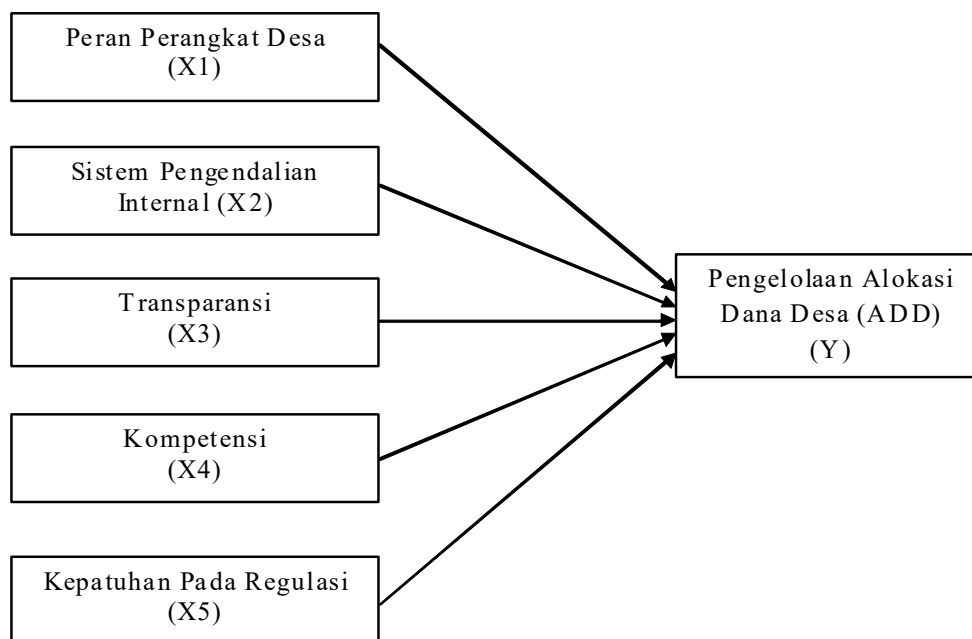 Peran Perangkat Desa
(X1)
Sistem Pengendalian
Internal (X2)
Transparansi
(X3)
Kompetensi
(X4)
Kepatuhan Pada Regulasi
(X5)
Pengelolaan Alokasi
Dana Desa (ADD)
(Y)